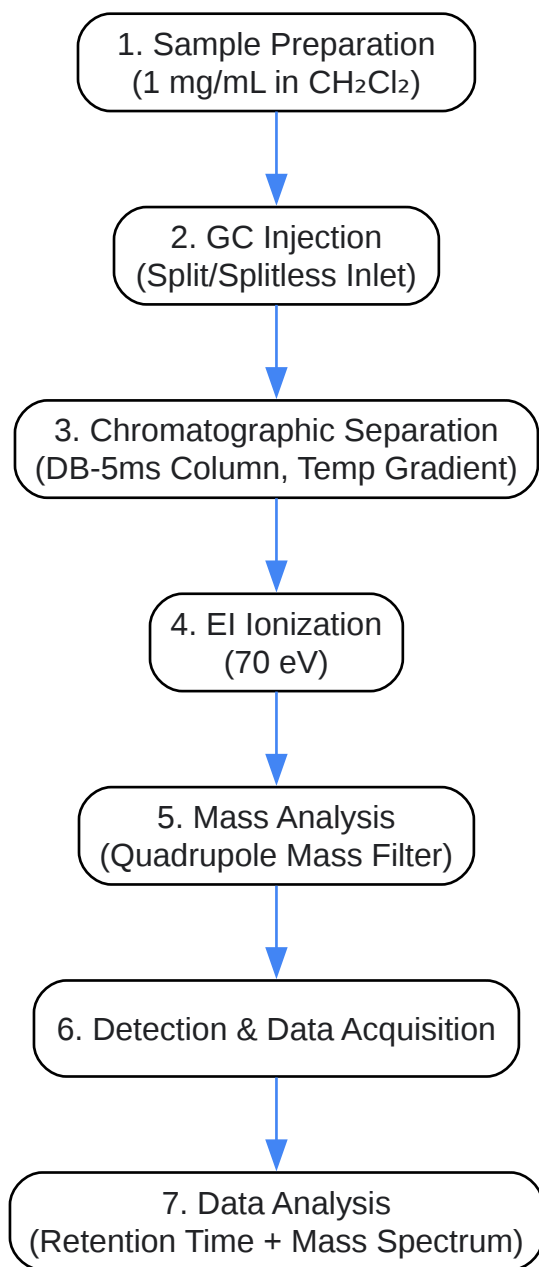 1. Sample Preparation
(1 mg/mL in CH₂Cl₂)
2. GC Injection
(Split/Splitless Inlet)
3. Chromatographic Separation
(DB-5ms Column, Temp Gradient)
4. EI Ionization
(70 eV)
5. Mass Analysis
(Quadrupole Mass Filter)
6. Detection & Data Acquisition
7. Data Analysis
(Retention Time + Mass Spectrum)